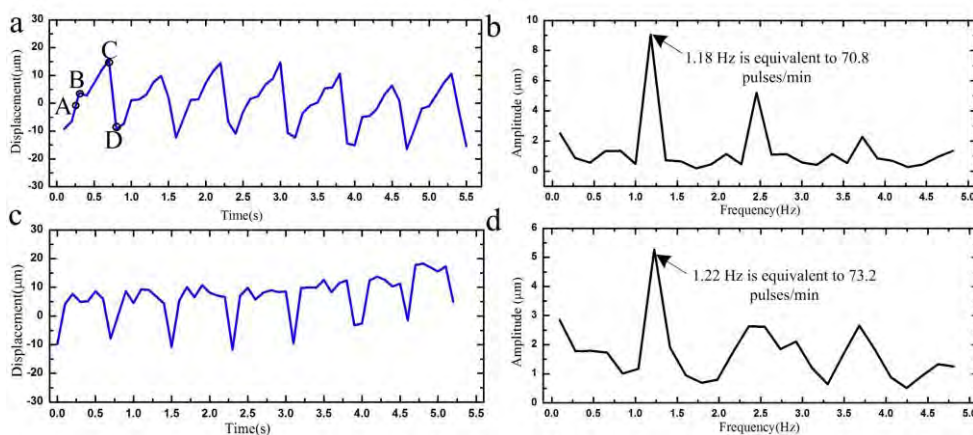 a
Displacement(μm)
30
20
10
0
-10
-20
-30
A
B
C
D
0.0 0.5 1.0 1.5 2.0 2.5 3.0 3.5 4.0 4.5 5.0 5.5
Time(s)
b
Amplitude (μm)
10
8
6
4
2
0
1.18 Hz is equivalent to 70.8
pulses/min
0.0 0.5 1.0 1.5 2.0 2.5 3.0 3.5 4.0 4.5 5.0
Frequency(Hz)
c
Displacement(μm)
30
20
10
0
-10
-20
-30
0.0 0.5 1.0 1.5 2.0 2.5 3.0 3.5 4.0 4.5 5.0 5.5
Time(s)
d
Amplitude (μm)
6
5
4
3
2
1
0
1.22 Hz is equivalent to 73.2
pulses/min
0.0 0.5 1.0 1.5 2.0 2.5 3.0 3.5 4.0 4.5 5.0
Frequency(Hz)